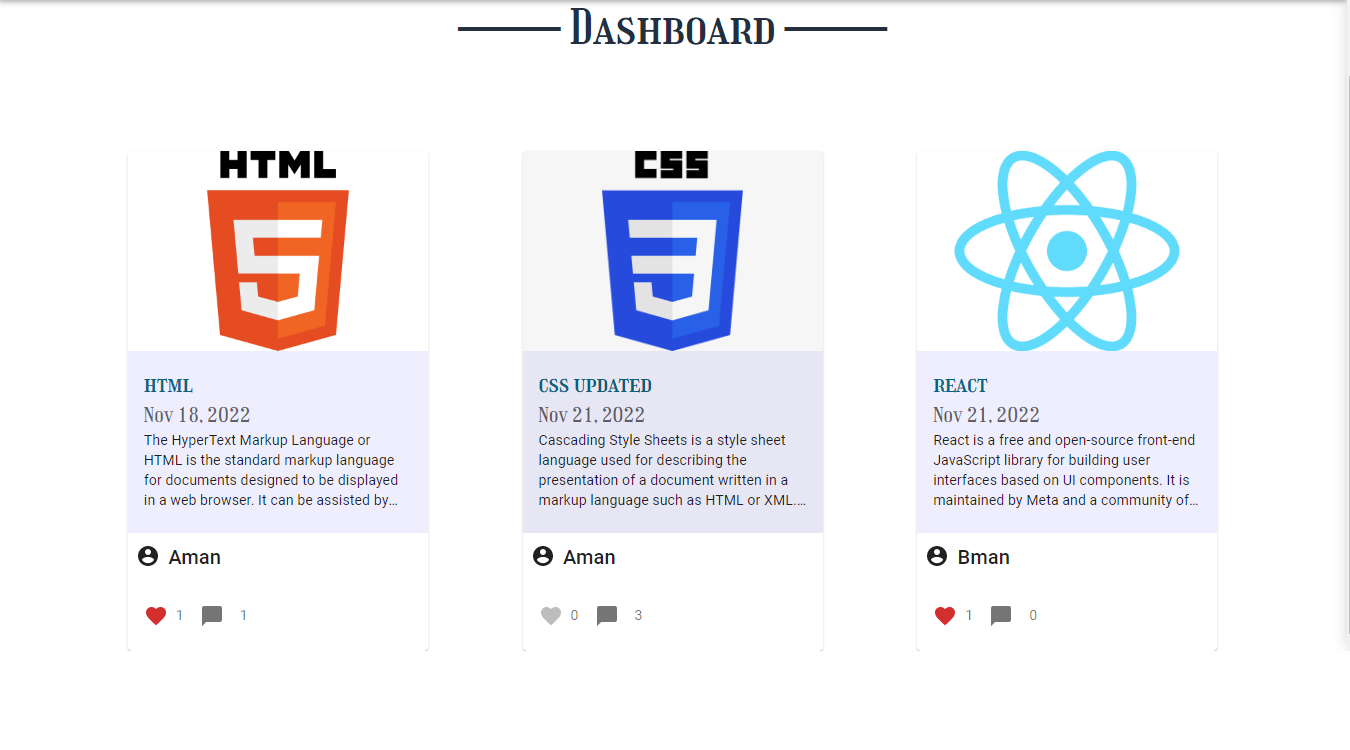 Dashboard
HTML
CSS
HTML
Nov 18, 2022
The HyperText Markup Language or
HTML is the standard markup language
for documents designed to be displayed
in a web browser. It can be assisted by…
Aman
1 1
CSS UPDATED
Nov 21, 2022
Cascading Style Sheets is a style sheet
language used for describing the
presentation of a document written in a
markup language such as HTML or XML.…
Aman
0 3
REACT
Nov 21, 2022
React is a free and open-source front-end
JavaScript library for building user
interfaces based on UI components. It is
maintained by Meta and a community of…
Bman
1 0